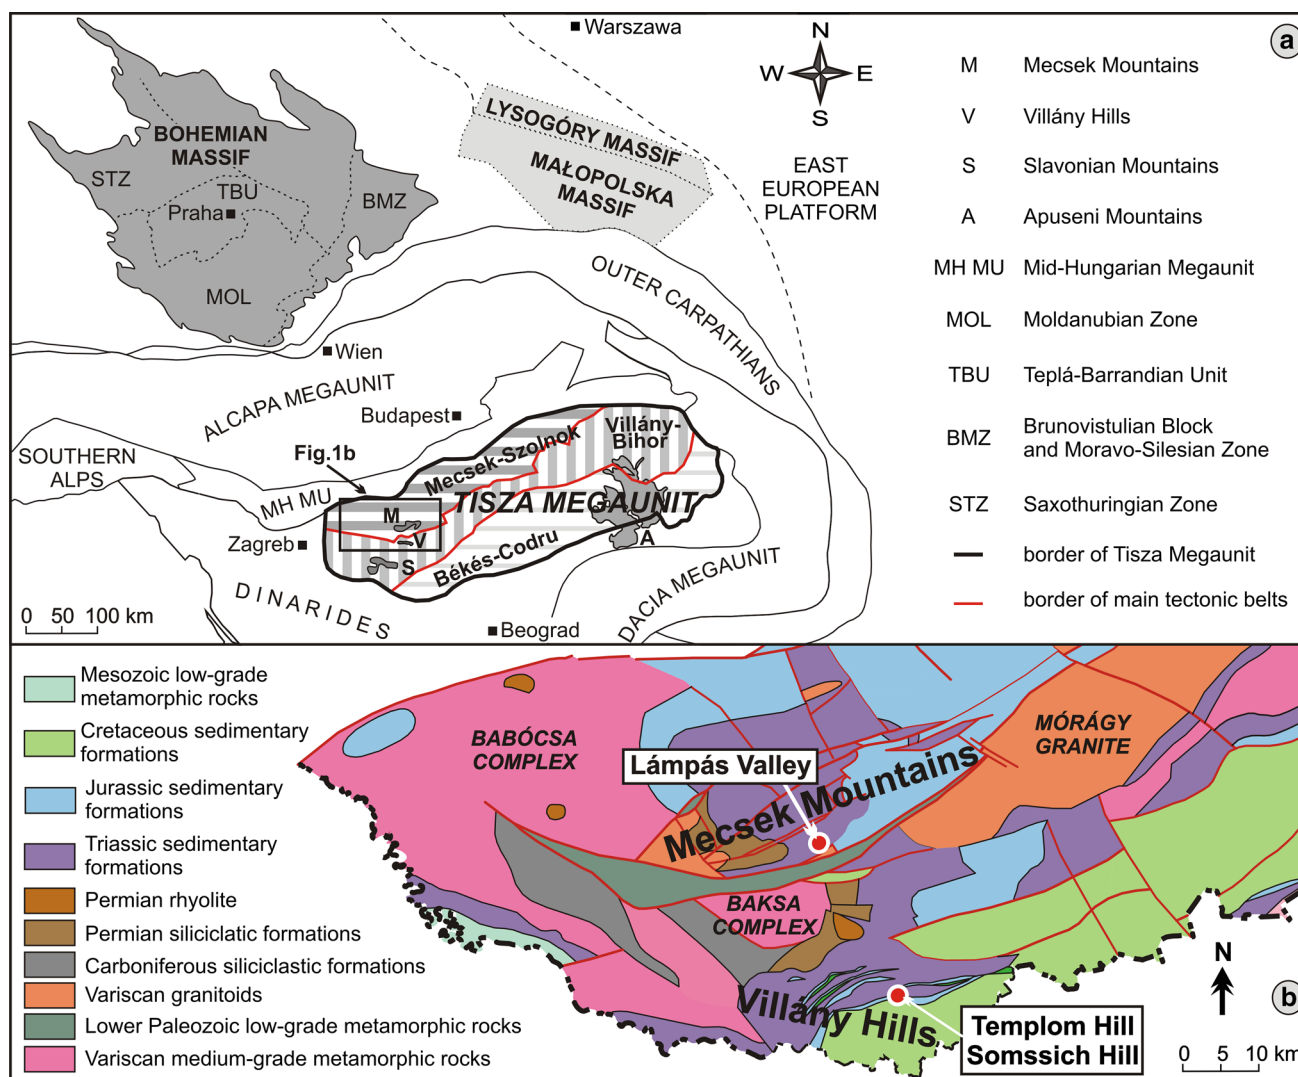 Warszawa
N
W
E
S
a
BOHEMIAN
MASSIF
STZ
TBU
Praha
BMZ
MOL
LYSOGÓRY MASSIF
MAŁOPOLSKA
MASSIF
EAST
EUROPEAN
PLATFORM
OUTER CARPATHIANS
Wien
ALCAPA MEGAUNIT
Budapest
SOUTHERN
ALPS
Fig.1b
MH MU
Mecsek-Szolnok
Villány-
Bihor
TISZA MEGAUNIT
M
V
S
A
Békés-Codru
Zagreb
DINARIDES
Beograd
DACIA MEGAUNIT
0 50 100 km
M Mecsek Mountains
V Villány Hills
S Slavonian Mountains
A Apuseni Mountains
MH MU Mid-Hungarian Megaunit
MOL Moldanubian Zone
TBU Teplá-Barrandian Unit
BMZ Brunovistulian Block
and Moravo-Silesian Zone
STZ Saxothuringian Zone
border of Tisza Megaunit
border of main tectonic belts
Mesozoic low-grade
metamorphic rocks
Cretaceous sedimentary
formations
Jurassic sedimentary
formations
Triassic sedimentary
formations
Permian rhyolite
Permian siliciclatic formations
Carboniferous siliciclastic formations
Variscan granitoids
Lower Paleozoic low-grade metamorphic rocks
Variscan medium-grade metamorphic rocks
BABÓCSA
COMPLEX
Lámpás Valley
Mecsek Mountains
MÓRÁGY
GRANITE
BAKSA
COMPLEX
Villány Hills
Templom Hill
Somssich Hill
N
b
0 5 10 km